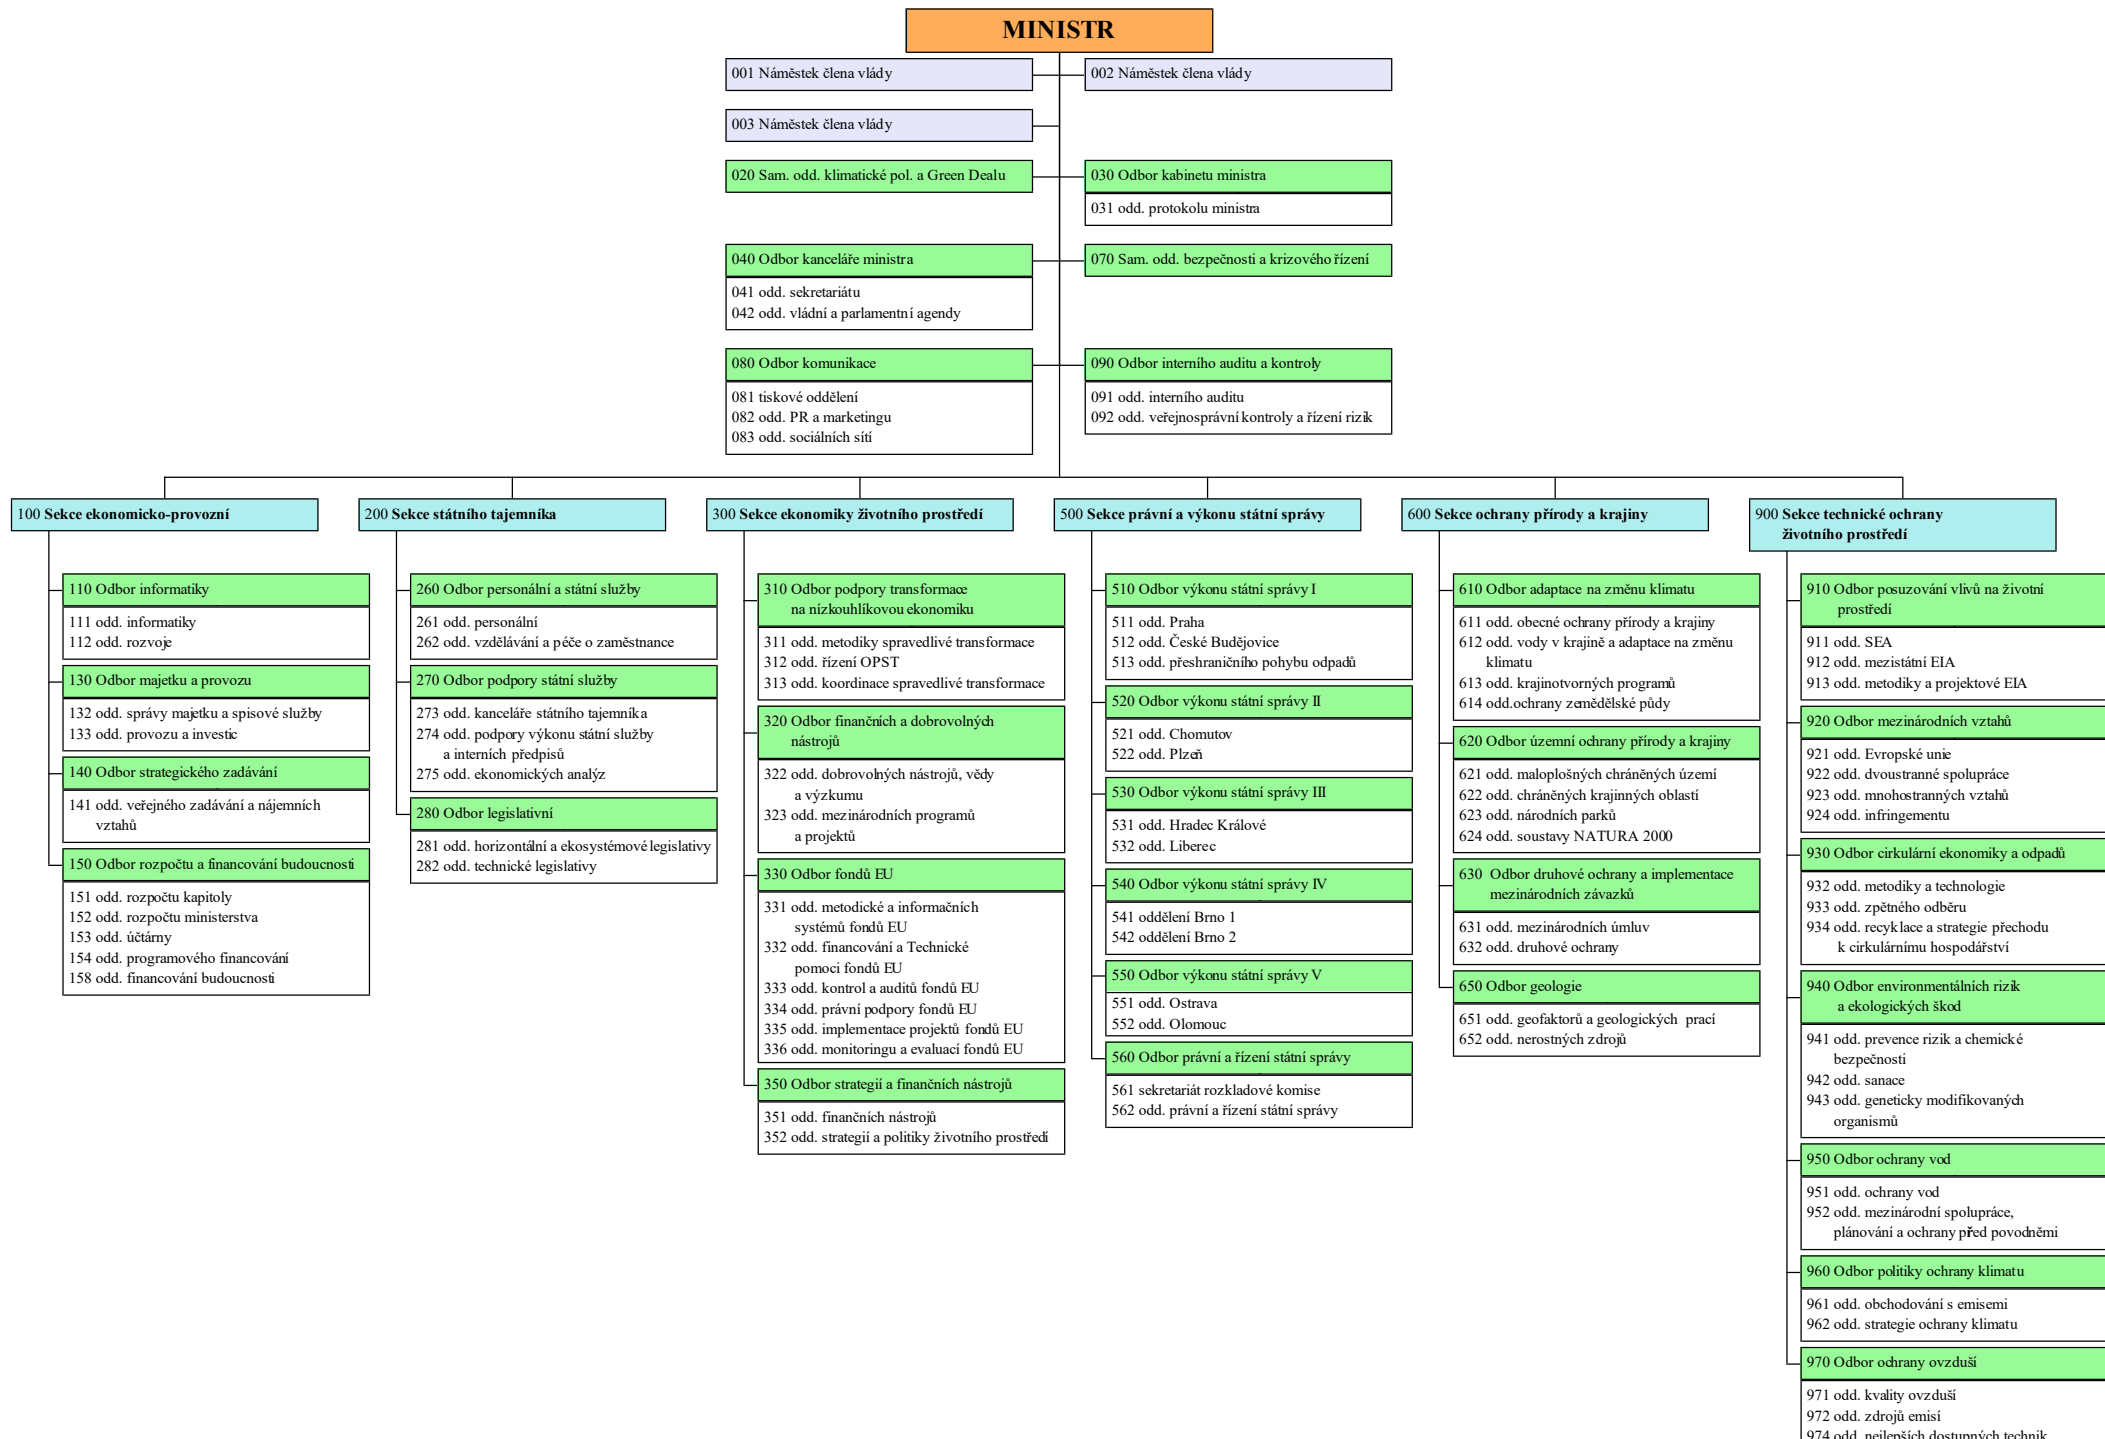 MINISTR
001 Náměstek člena vlády
002 Náměstek člena vlády
003 Náměstek člena vlády
020 Sam. odd. klimatické pol. a Green Dealu
030 Odbor kabinetu ministra
031 odd. protokolu ministra
040 Odbor kanceláře ministra
041 odd. sekretariátu
042 odd. vládní a parlamentní agendy
070 Sam. odd. bezpečnosti a krizového řízení
080 Odbor komunikace
081 tiskové oddělení
082 odd. PR a marketingu
083 odd. sociálních sítí
090 Odbor interního auditu a kontroly
091 odd. interního auditu
092 odd. veřejnosprávní kontroly a řízení rizik
100 Sekce ekonomicko-provozní
110 Odbor informatiky
111 odd. informatiky
112 odd. rozvoje
130 Odbor majetku a provozu
132 odd. správy majetku a spisové služby
133 odd. provozu a investic
140 Odbor strategického zadávání
141 odd. veřejného zadávání a nájemních
vztahů
150 Odbor rozpočtu a financování budoucnosti
151 odd. rozpočtu kapitoly
152 odd. rozpočtu ministerstva
153 odd. účtárny
154 odd. programového financování
158 odd. financování budoucnosti
200 Sekce státního tajemníka
260 Odbor personální a státní služby
261 odd. personální
262 odd. vzdělávání a péče o zaměstnance
270 Odbor podpory státní služby
273 odd. kanceláře státního tajemníka
274 odd. podpory výkonu státní služby
a interních předpisů
275 odd. ekonomických analýz
280 Odbor legislativní
281 odd. horizontální a ekosystémové legislativy
282 odd. technické legislativy
300 Sekce ekonomiky životního prostředí
310 Odbor podpory transformace
na nízkouhlíkovou ekonomiku
311 odd. metodiky spravedlivé transformace
312 odd. řízení OPST
313 odd. koordinace spravedlivé transformace
320 Odbor finančních a dobrovolných
nástrojů
322 odd. dobrovolných nástrojů, vědy
a výzkumu
323 odd. mezinárodních programů
a projektů
330 Odbor fondů EU
331 odd. metodické a informačních
systémů fondů EU
332 odd. financování a Technické
pomoci fondů EU
333 odd. kontrol a auditů fondů EU
334 odd. právní podpory fondů EU
335 odd. implementace projektů fondů EU
336 odd. monitoringu a evaluací fondů EU
350 Odbor strategií a finančních nástrojů
351 odd. finančních nástrojů
352 odd. strategií a politiky životního prostředí
500 Sekce právní a výkonu státní správy
510 Odbor výkonu státní správy I
511 odd. Praha
512 odd. České Budějovice
513 odd. přeshraničního pohybu odpadů
520 Odbor výkonu státní správy II
521 odd. Chomutov
522 odd. Plzeň
530 Odbor výkonu státní správy III
531 odd. Hradec Králové
532 odd. Liberec
540 Odbor výkonu státní správy IV
541 oddělení Brno 1
542 oddělení Brno 2
550 Odbor výkonu státní správy V
551 odd. Ostrava
552 odd. Olomouc
560 Odbor právní a řízení státní správy
561 sekretariát rozkladové komise
562 odd. právní a řízení státní správy
600 Sekce ochrany přírody a krajiny
610 Odbor adaptace na změnu klimatu
611 odd. obecné ochrany přírody a krajiny
612 odd. vody v krajině a adaptace na změnu
klimatu
613 odd. krajinotvorných programů
614 odd.ochrany zemědělské půdy
620 Odbor územní ochrany přírody a krajiny
621 odd. maloplošných chráněných území
622 odd. chráněných krajinných oblastí
623 odd. národních parků
624 odd. soustavy NATURA 2000
630 Odbor druhové ochrany a implementace
mezinárodních závazků
631 odd. mezinárodních úmluv
632 odd. druhové ochrany
650 Odbor geologie
651 odd. geofaktorů a geologických prací
652 odd. nerostných zdrojů
900 Sekce technické ochrany
životního prostředí
910 Odbor posuzování vlivů na životní
prostředí
911 odd. SEA
912 odd. mezistátní EIA
913 odd. metodiky a projektové EIA
920 Odbor mezinárodních vztahů
921 odd. Evropské unie
922 odd. dvoustranné spolupráce
923 odd. mnohostranných vztahů
924 odd. infringementu
930 Odbor cirkulární ekonomiky a odpadů
932 odd. metodiky a technologie
933 odd. zpětného odběru
934 odd. recyklace a strategie přechodu
k cirkulárnímu hospodářství
940 Odbor environmentálních rizik
a ekologických škod
941 odd. prevence rizik a chemické
bezpečnosti
942 odd. sanace
943 odd. geneticky modifikovaných
organismů
950 Odbor ochrany vod
951 odd. ochrany vod
952 odd. mezinárodní spolupráce,
plánování a ochrany před povodněmi
960 Odbor politiky ochrany klimatu
961 odd. obchodování s emisemi
962 odd. strategie ochrany klimatu
970 Odbor ochrany ovzduší
971 odd. kvality ovzduší
972 odd. zdrojů emisí
974 odd. nejlepších dostupných technik